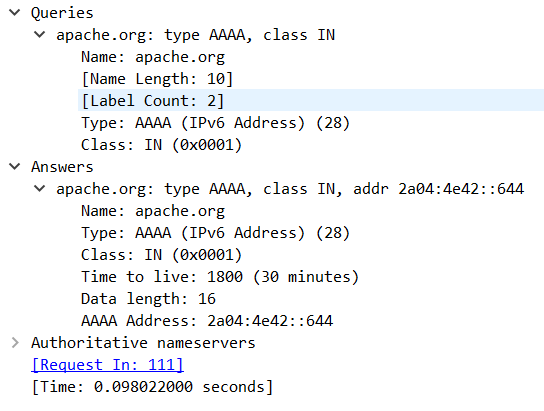 Queries
apache.org: type AAAA, class IN
Name: apache.org
[Name Length: 10]
[Label Count: 2]
Type: AAAA (IPv6 Address) (28)
Class: IN (0x0001)
Answers
apache.org: type AAAA, class IN, addr 2a04:4e42::644
Name: apache.org
Type: AAAA (IPv6 Address) (28)
Class: IN (0x0001)
Time to live: 1800 (30 minutes)
Data length: 16
AAAA Address: 2a04:4e42::644
Authoritative nameservers
[Request In: 111]
[Time: 0.098022000 seconds]